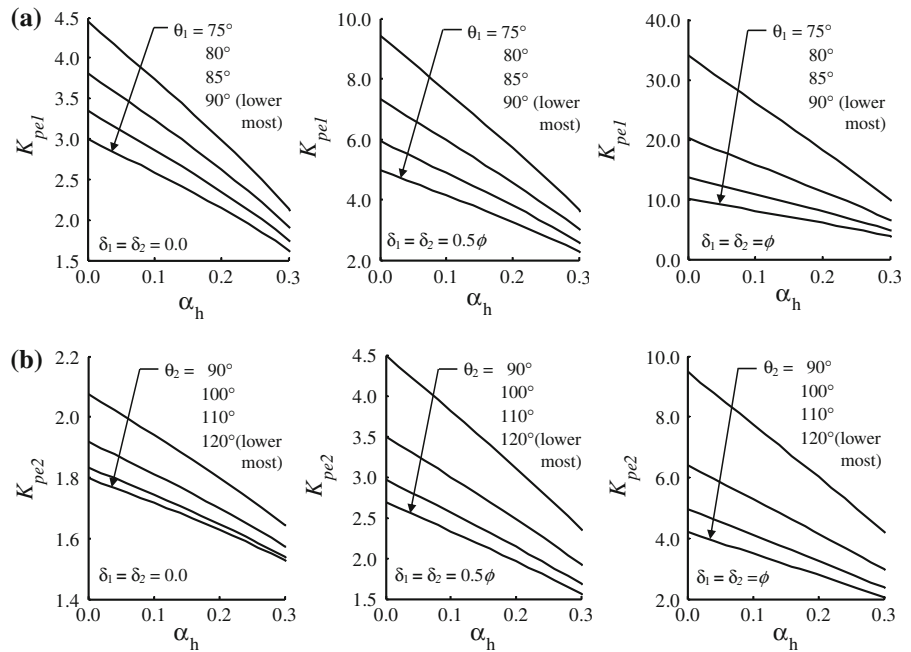 (a)
4.5
4.0
3.5
3.0
2.5
2.0
1.5
K_pe1
θ₁ = 75°
80°
85°
90° (lower
most)
δ₁ = δ₂ = 0.0
0.0 0.1 0.2 0.3
α_h
10.0
8.0
6.0
4.0
2.0
K_pe1
θ₁ = 75°
80°
85°
90° (lower
most)
δ₁ = δ₂ = 0.5ϕ
0.0 0.1 0.2 0.3
α_h
40.0
30.0
20.0
10.0
0.0
K_pe1
θ₁ = 75°
80°
85°
90° (lower
most)
δ₁ = δ₂ = ϕ
0.0 0.1 0.2 0.3
α_h
(b)
2.2
2.0
1.8
1.6
1.4
K_pe2
θ₂ = 90°
100°
110°
120°(lower
most)
δ₁ = δ₂ = 0.0
0.0 0.1 0.2 0.3
α_h
4.5
4.0
3.5
3.0
2.5
2.0
1.5
K_pe2
θ₂ = 90°
100°
110°
120°(lower
most)
δ₁ = δ₂ = 0.5ϕ
0.0 0.1 0.2 0.3
α_h
10.0
8.0
6.0
4.0
2.0
K_pe2
θ₂ = 90°
100°
110°
120°(lower
most)
δ₁ = δ₂ = ϕ
0.0 0.1 0.2 0.3
α_h